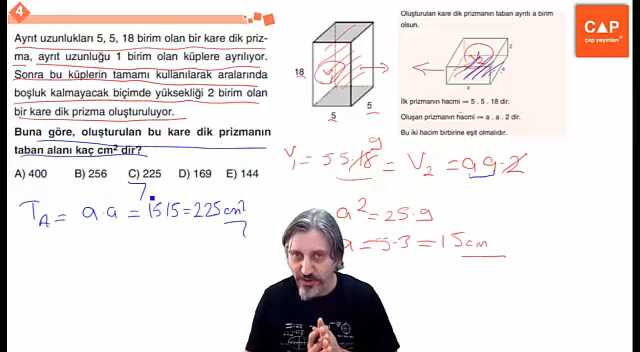 4
Ayrıt uzunlukları 5, 5, 18 birim olan bir kare dik priz-
ma, ayrıt uzunluğu 1 birim olan küplere ayrılıyor.
Sonra bu küplerin tamamı kullanılarak aralarında
boşluk kalmayacak biçimde yüksekliği 2 birim olan
bir kare dik prizma oluşturuluyor.
Buna göre, oluşturulan bu kare dik prizmanın
taban alanı kaç cm² dir?
A) 400 B) 256 C) 225 D) 169 E) 144
18
V₁
5
5
Oluşturulan kare dik prizmanın taban ayrıtı a birim
olsun.
V₂
2
a
a
İlk prizmanın hacmi ⇒ 5 . 5 . 18 dir.
Oluşan prizmanın hacmi ⇒ a . a . 2 dir.
Bu iki hacim birbirine eşit olmalıdır.
ÇAP
çap yayınları
V₁ = 5 5 . 18 9 = V₂ = a a . 2
a² = 25 . 9
a = 5 . 3 = 15 cm
T_A = a . a = 15 15 = 225 cm²